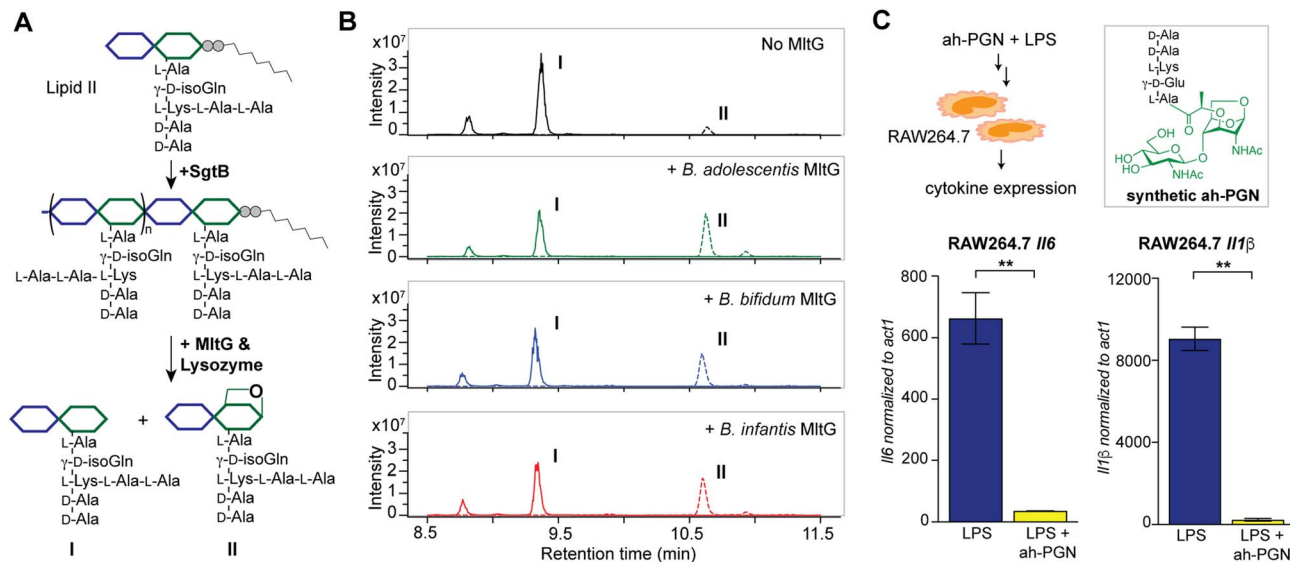 A
Lipid II
L-Ala
γ-D-isoGln
L-Lys-L-Ala-L-Ala
D-Ala
D-Ala
+SgtB
n
L-Ala
γ-D-isoGln
L-Ala-L-Ala-L-Lys
D-Ala
D-Ala
L-Ala
γ-D-isoGln
L-Lys-L-Ala-L-Ala
D-Ala
D-Ala
+ MltG &
Lysozyme
+
O
L-Ala
γ-D-isoGln
L-Lys-L-Ala-L-Ala
D-Ala
D-Ala
I
L-Ala
γ-D-isoGln
L-Lys-L-Ala-L-Ala
D-Ala
D-Ala
II
B
x10⁷
Intensity
3
2
1
0
No MltG
I
II
x10⁷
Intensity
3
2
1
0
+ B. adolescentis MltG
I
II
x10⁷
Intensity
3
2
1
0
+ B. bifidum MltG
I
II
x10⁷
Intensity
3
2
1
0
+ B. infantis MltG
I
II
8.5 9.5 10.5 11.5
Retention time (min)
C
ah-PGN + LPS
RAW264.7
cytokine expression
D-Ala
D-Ala
L-Lys
γ-D-Glu
L-Ala
O
O
O
O
OH
O
HO
HO
NHAc
O
OH
NHAc
synthetic ah-PGN
RAW264.7 Il6
**
Il6 normalized to act1
800
600
400
200
0
LPS
LPS +
ah-PGN
RAW264.7 Il1β
**
Il1β normalized to act1
12000
8000
4000
0
LPS
LPS +
ah-PGN